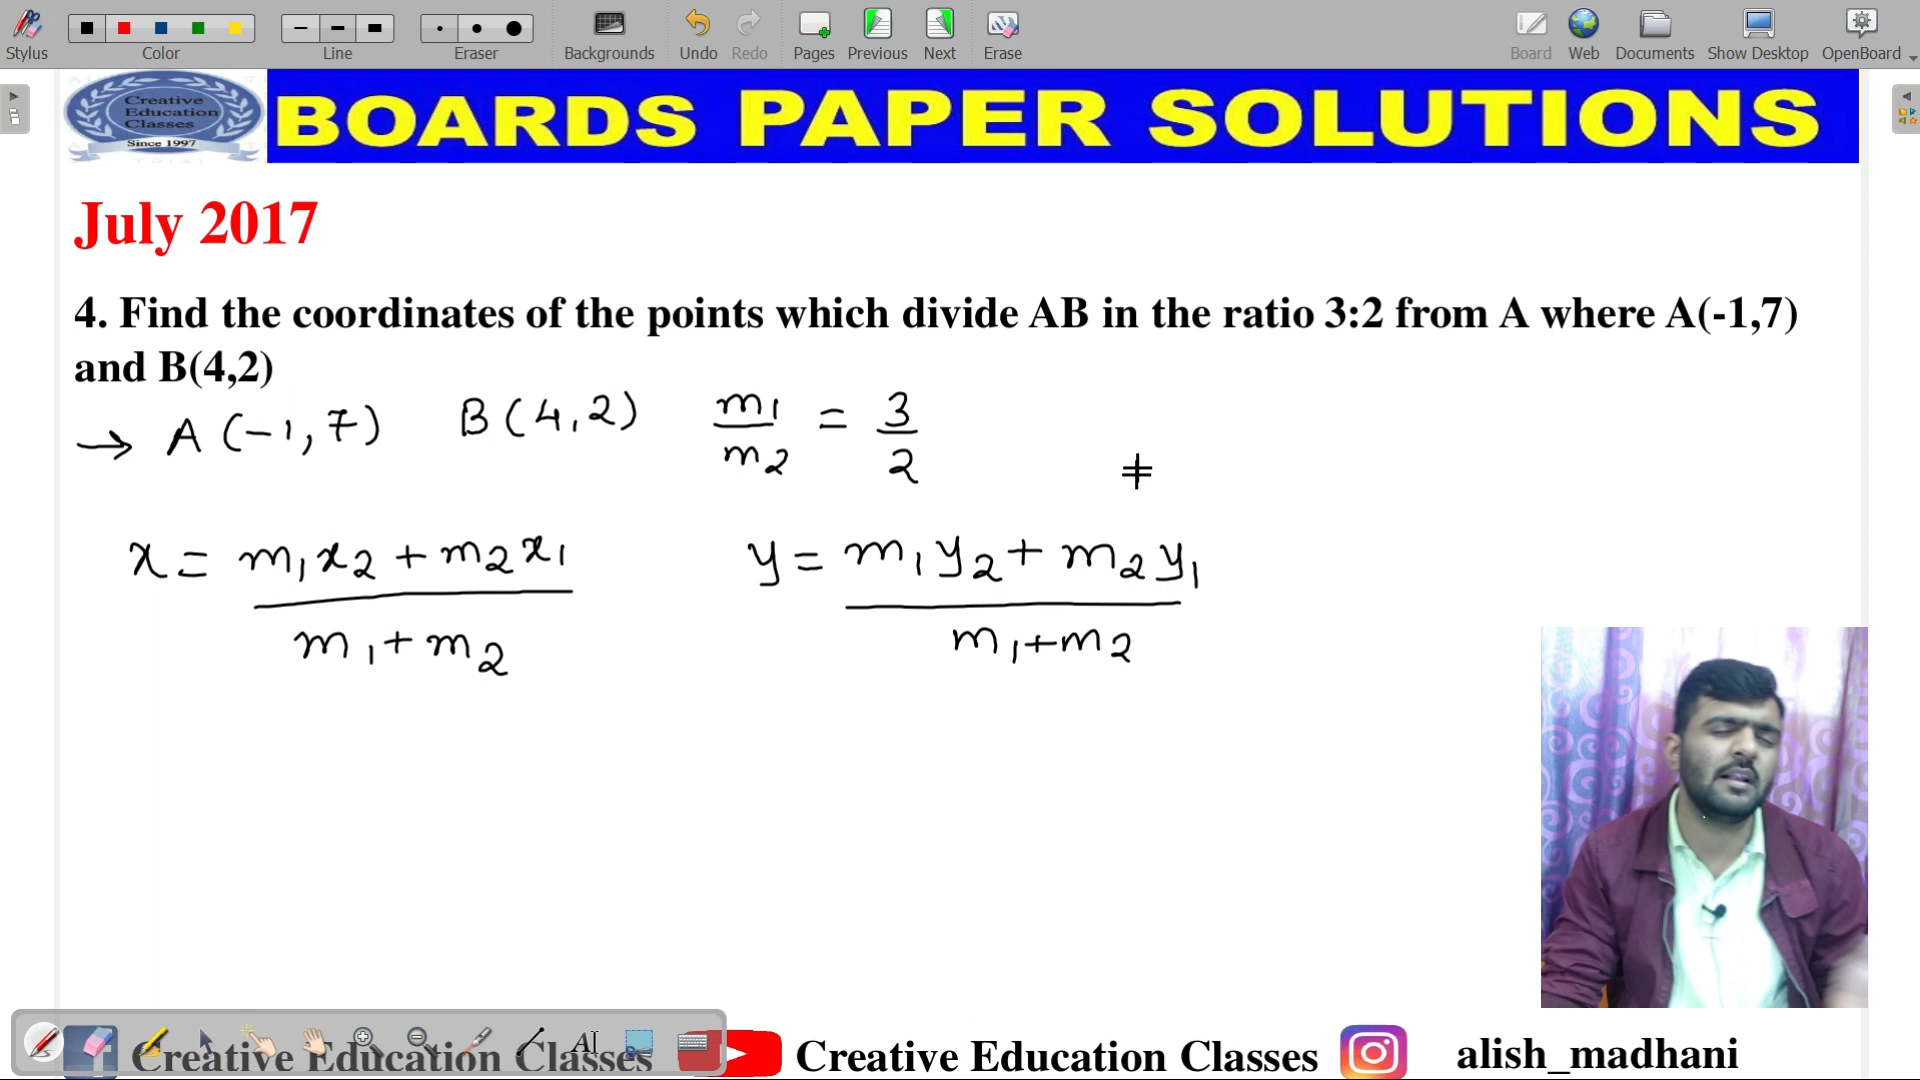 Stylus Color Line Eraser Backgrounds Undo Redo Pages Previous Next Erase Board Web Documents Show Desktop OpenBoard
Creative
Education
Classes
Since 1997
BOARDS PAPER SOLUTIONS
July 2017
4. Find the coordinates of the points which divide AB in the ratio 3:2 from A where A(-1,7)
and B(4,2)
→ A (-1, 7) B (4, 2) m₁/m₂ = 3/2
x = (m₁x₂ + m₂x₁)/(m₁ + m₂) y = (m₁y₂ + m₂y₁)/(m₁+m₂)
Creative Education Classes Creative Education Classes alish_madhani